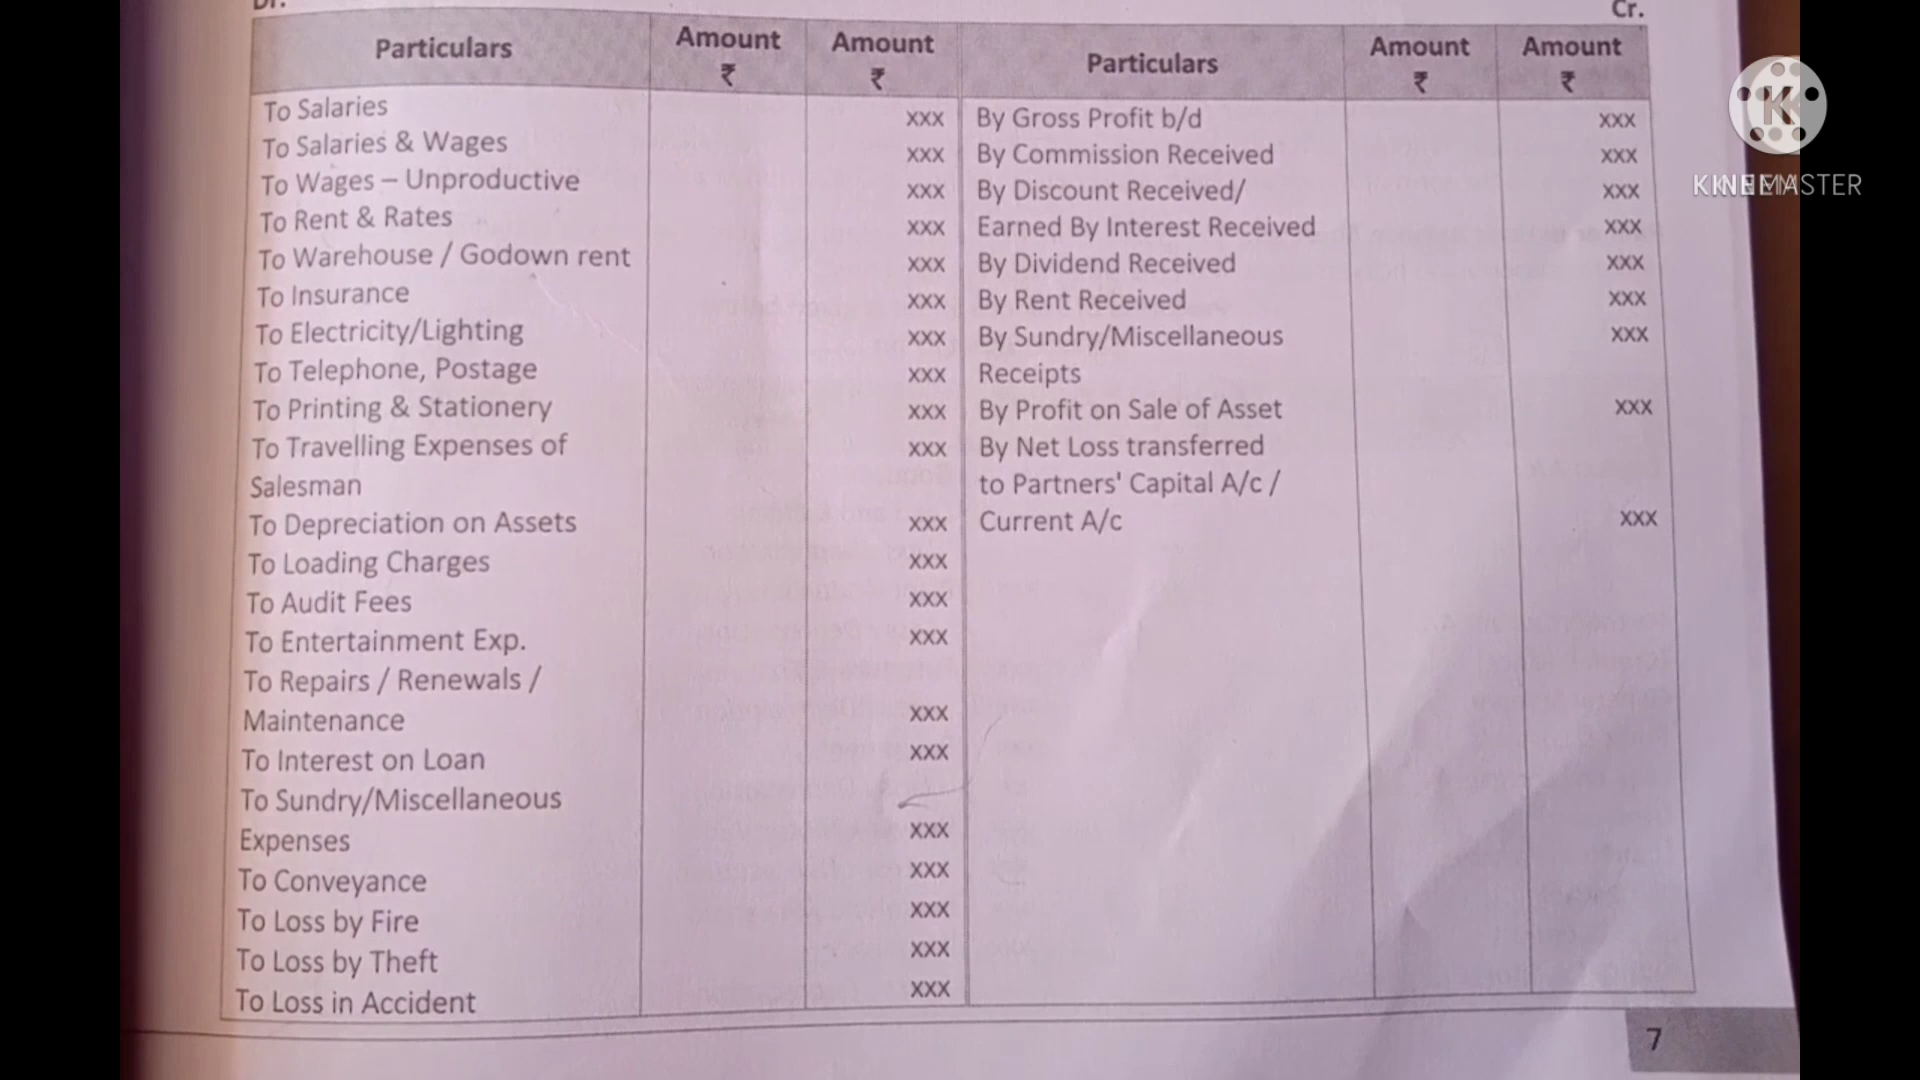 Dr.
Cr.
Particulars
Amount
₹
Amount
₹
Particulars
Amount
₹
Amount
₹
To Salaries xxx
To Salaries & Wages xxx
To Wages – Unproductive xxx
To Rent & Rates xxx
To Warehouse / Godown rent xxx
To Insurance xxx
To Electricity/Lighting xxx
To Telephone, Postage xxx
To Printing & Stationery xxx
To Travelling Expenses of xxx
Salesman
To Depreciation on Assets xxx
To Loading Charges xxx
To Audit Fees xxx
To Entertainment Exp. xxx
To Repairs / Renewals /
Maintenance xxx
To Interest on Loan xxx
To Sundry/Miscellaneous
Expenses xxx
To Conveyance xxx
To Loss by Fire xxx
To Loss by Theft xxx
To Loss in Accident xxx
By Gross Profit b/d xxx
By Commission Received xxx
By Discount Received/ xxx
Earned By Interest Received xxx
By Dividend Received xxx
By Rent Received xxx
By Sundry/Miscellaneous xxx
Receipts
By Profit on Sale of Asset xxx
By Net Loss transferred
to Partners' Capital A/c /
Current A/c xxx
7
KINEMASTER